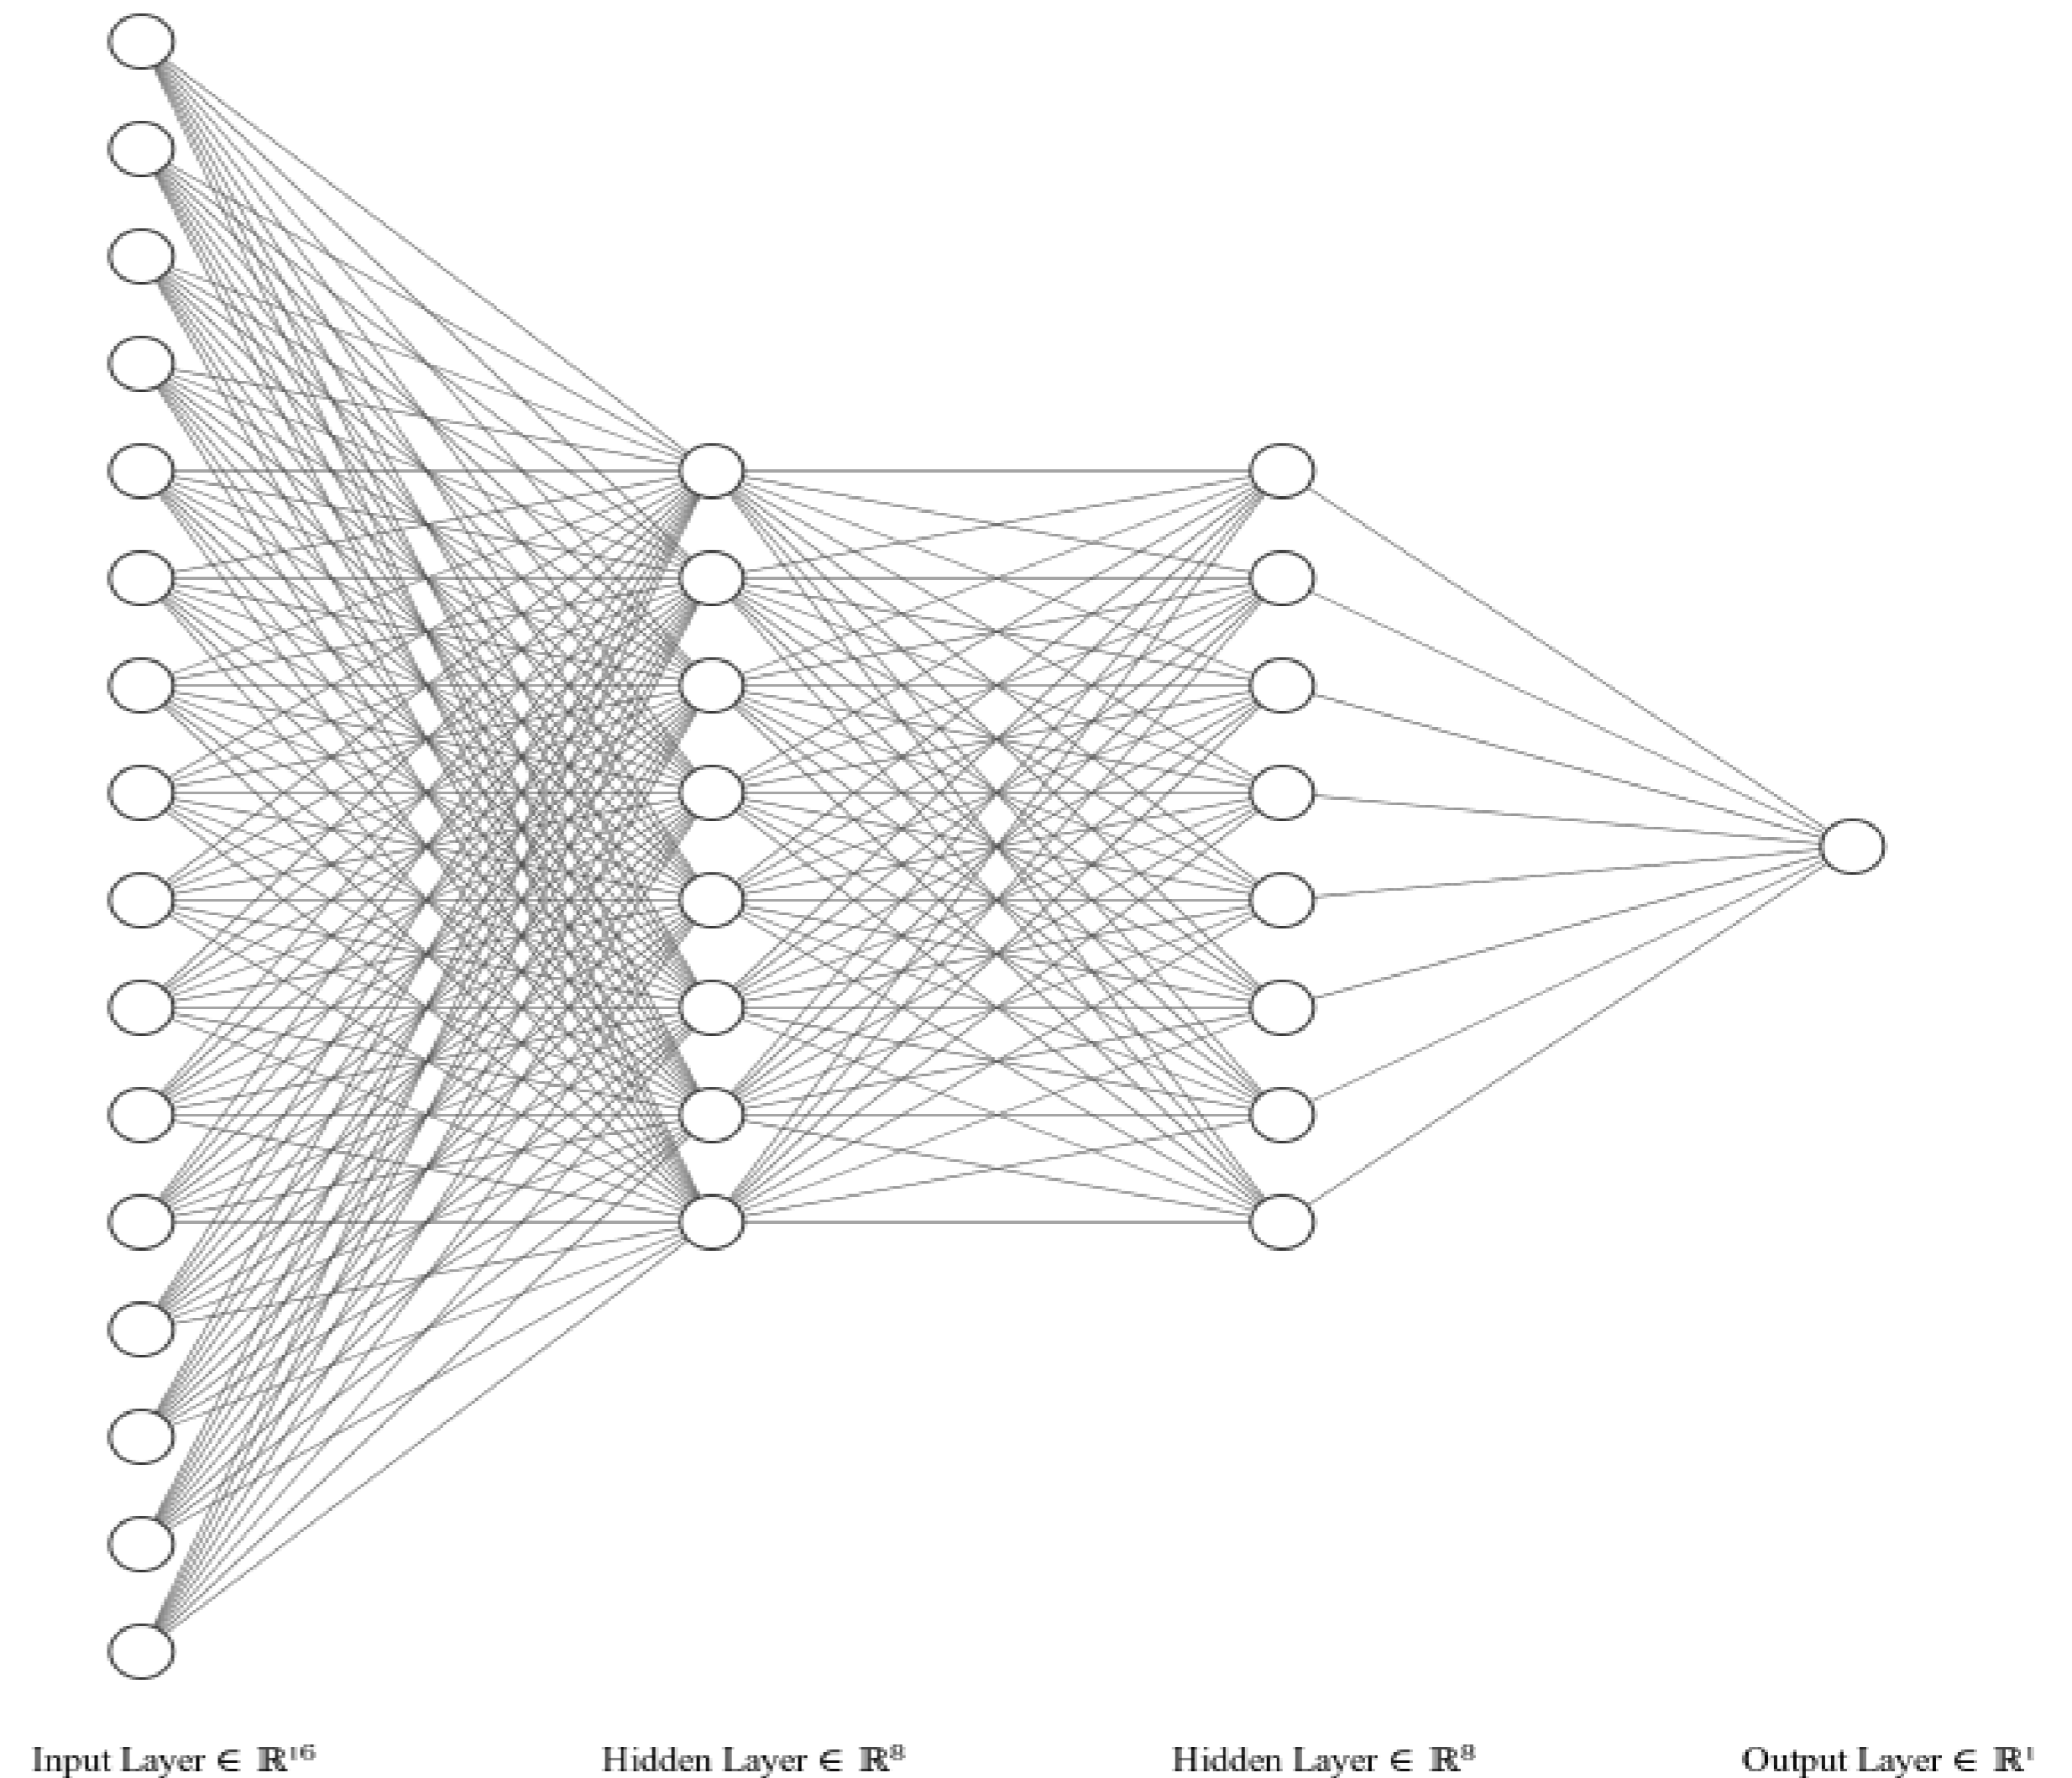 Input Layer ∈ ℝ¹⁶
Hidden Layer ∈ ℝ⁸
Hidden Layer ∈ ℝ⁸
Output Layer ∈ ℝ¹